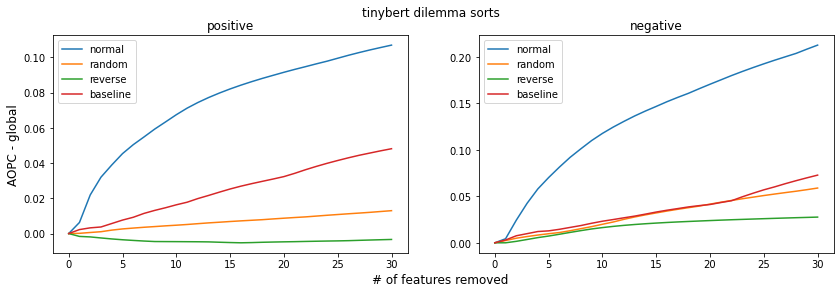 tinybert dilemma sorts
positive
AOPC - global
0.10
0.08
0.06
0.04
0.02
0.00
normal
random
reverse
baseline
0 5 10 15 20 25 30
negative
0.20
0.15
0.10
0.05
0.00
normal
random
reverse
baseline
0 5 10 15 20 25 30
# of features removed